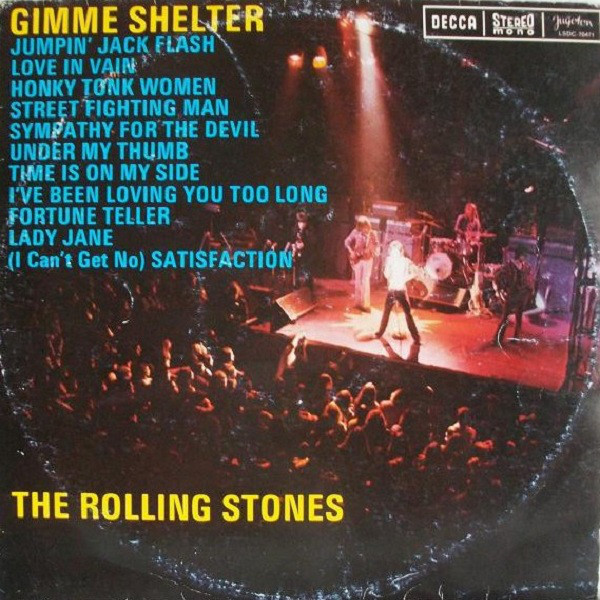 GIMME SHELTER
JUMPIN' JACK FLASH
LOVE IN VAIN
HONKY TONK WOMEN
STREET FIGHTING MAN
SYMPATHY FOR THE DEVIL
UNDER MY THUMB
TIME IS ON MY SIDE
I'VE BEEN LOVING YOU TOO LONG
FORTUNE TELLER
LADY JANE
(I Can't Get No) SATISFACTION
DECCA
STEREO
mono
Jugoton
THE ROLLING STONES